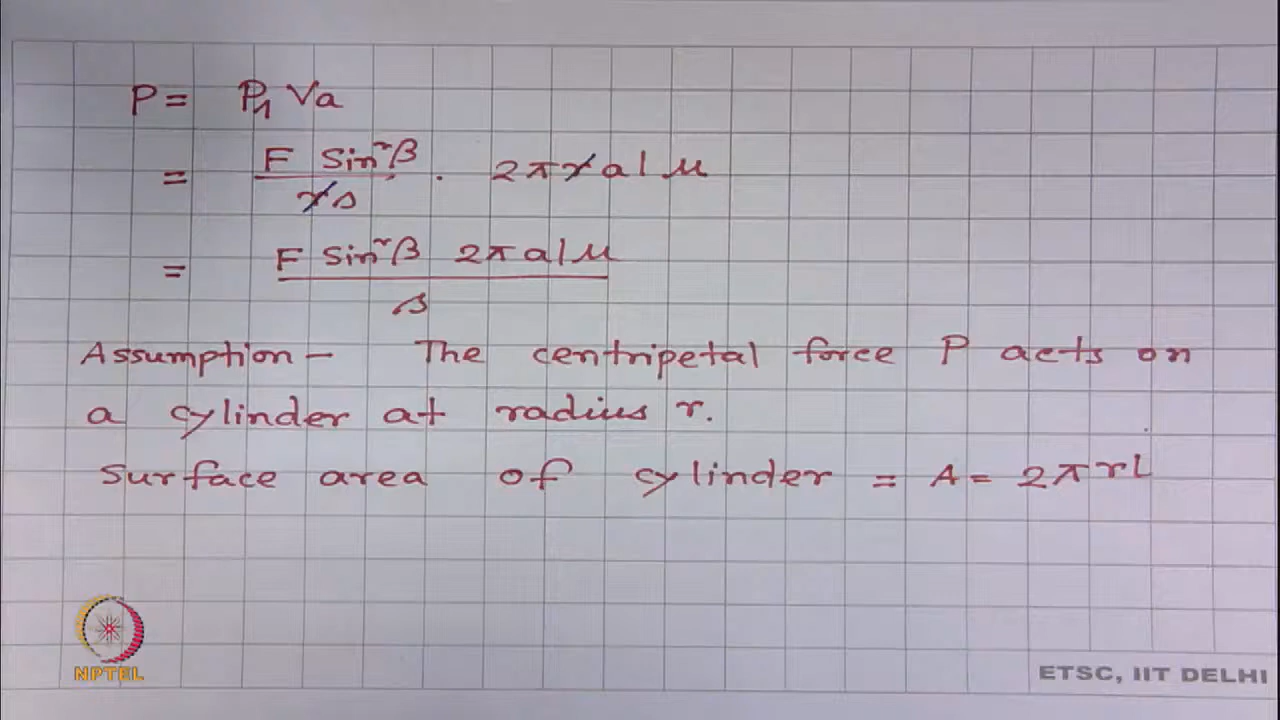 P = P₁ Va
= F Sin²β / rs . 2π r a l μ
= F Sin²β 2π a l μ / s
Assumption – The centripetal force P acts on
a cylinder at radius r.
Surface area of cylinder = A = 2π r L
NPTEL
ETSC, IIT DELHI